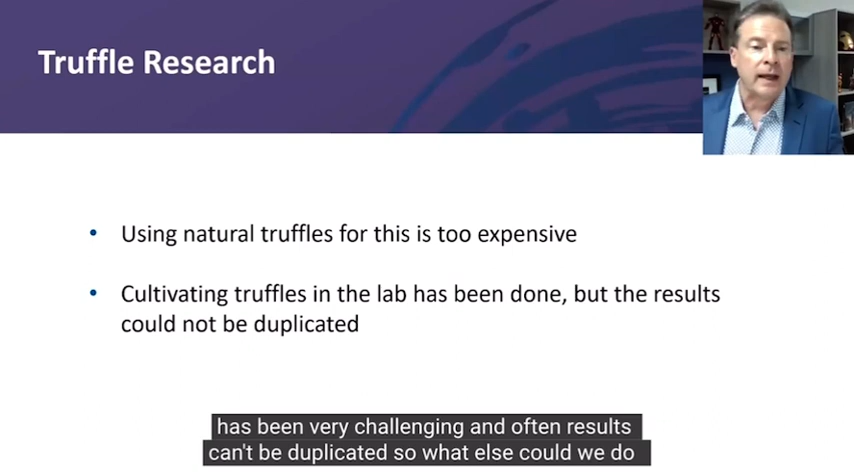 Truffle Research
• Using natural truffles for this is too expensive
• Cultivating truffles in the lab has been done, but the results
could not be duplicated
has been very challenging and often results
can't be duplicated so what else could we do